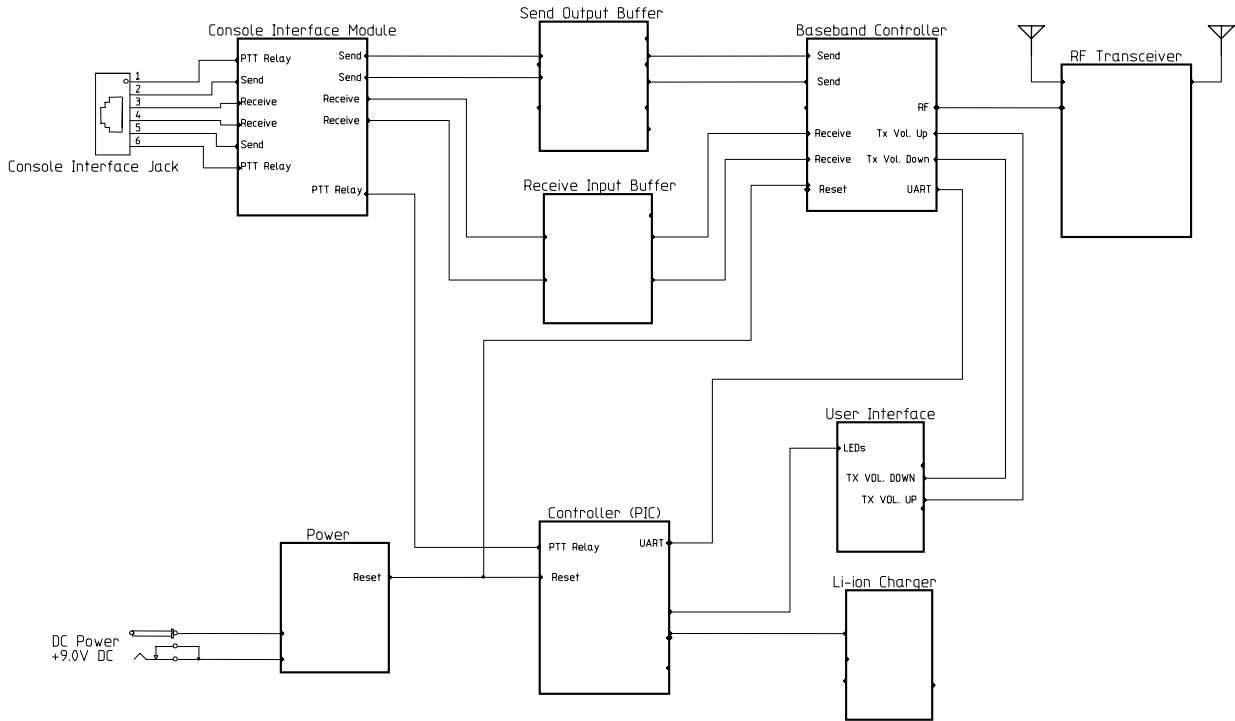 Send Output Buffer
Console Interface Module
Baseband Controller
RF Transceiver
PTT Relay
Send
Receive
Receive
Send
PTT Relay
Send
Send
Receive
Receive
PTT Relay
1
2
3
4
5
6
Console Interface Jack
Send
Send
Receive
Receive
Reset
RF
Tx Vol. Up
Tx Vol. Down
UART
Receive Input Buffer
User Interface
LEDs
TX VOL. DOWN
TX VOL. UP
Controller (PIC)
PTT Relay
UART
Reset
Power
Reset
Li-ion Charger
DC Power
+9.0V DC